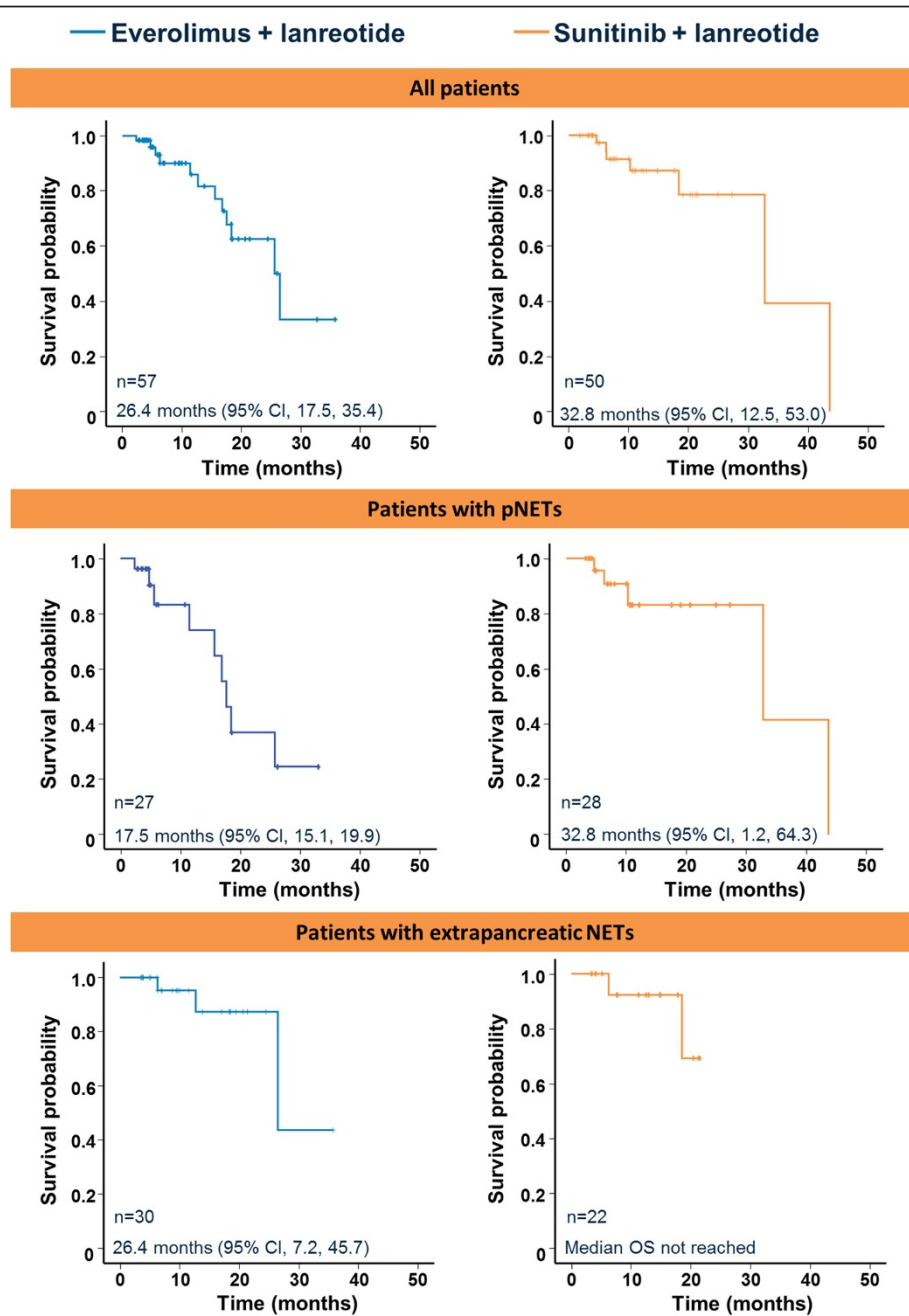 Everolimus + lanreotide
Sunitinib + lanreotide
All patients
Survival probability
1.0
0.8
0.6
0.4
0.2
0
n=57
26.4 months (95% CI, 17.5, 35.4)
0 10 20 30 40 50
Time (months)
Survival probability
1.0
0.8
0.6
0.4
0.2
0
n=50
32.8 months (95% CI, 12.5, 53.0)
0 10 20 30 40 50
Time (months)
Patients with pNETs
Survival probability
1.0
0.8
0.6
0.4
0.2
0
n=27
17.5 months (95% CI, 15.1, 19.9)
0 10 20 30 40 50
Time (months)
Survival probability
1.0
0.8
0.6
0.4
0.2
0
n=28
32.8 months (95% CI, 1.2, 64.3)
0 10 20 30 40 50
Time (months)
Patients with extrapancreatic NETs
Survival probability
1.0
0.8
0.6
0.4
0.2
0
n=30
26.4 months (95% CI, 7.2, 45.7)
0 10 20 30 40 50
Time (months)
Survival probability
1.0
0.8
0.6
0.4
0.2
0
n=22
Median OS not reached
0 10 20 30 40 50
Time (months)